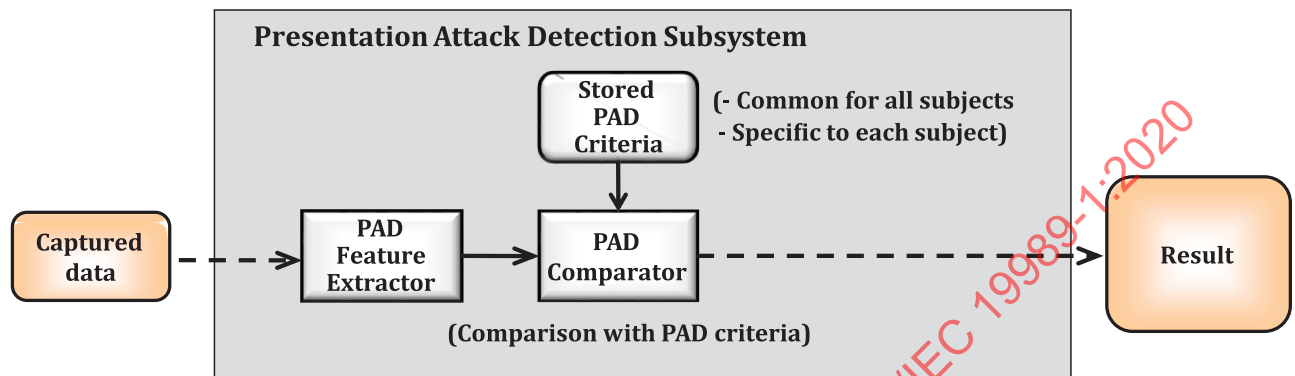 Presentation Attack Detection Subsystem
Stored
PAD
Criteria
(- Common for all subjects
- Specific to each subject)
Captured
data
PAD
Feature
Extractor
PAD
Comparator
Result
(Comparison with PAD criteria)
IEC 19989-1:2020